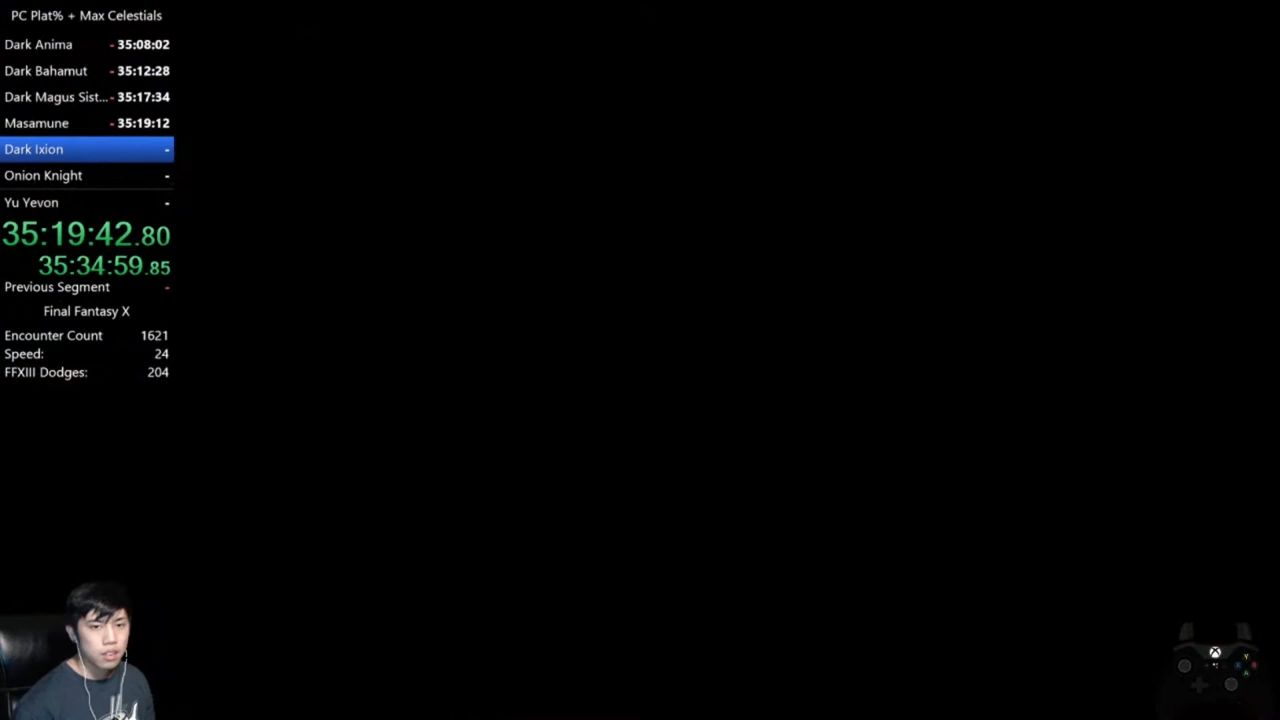 PC Plat% + Max Celestials
Dark Anima - 35:08:02
Dark Bahamut - 35:12:28
Dark Magus Sist... - 35:17:34
Masamune - 35:19:12
Dark Ixion -
Onion Knight -
Yu Yevon -
35:19:42.80
35:34:59.85
Previous Segment -
Final Fantasy X
Encounter Count 1621
Speed: 24
FFXIII Dodges: 204